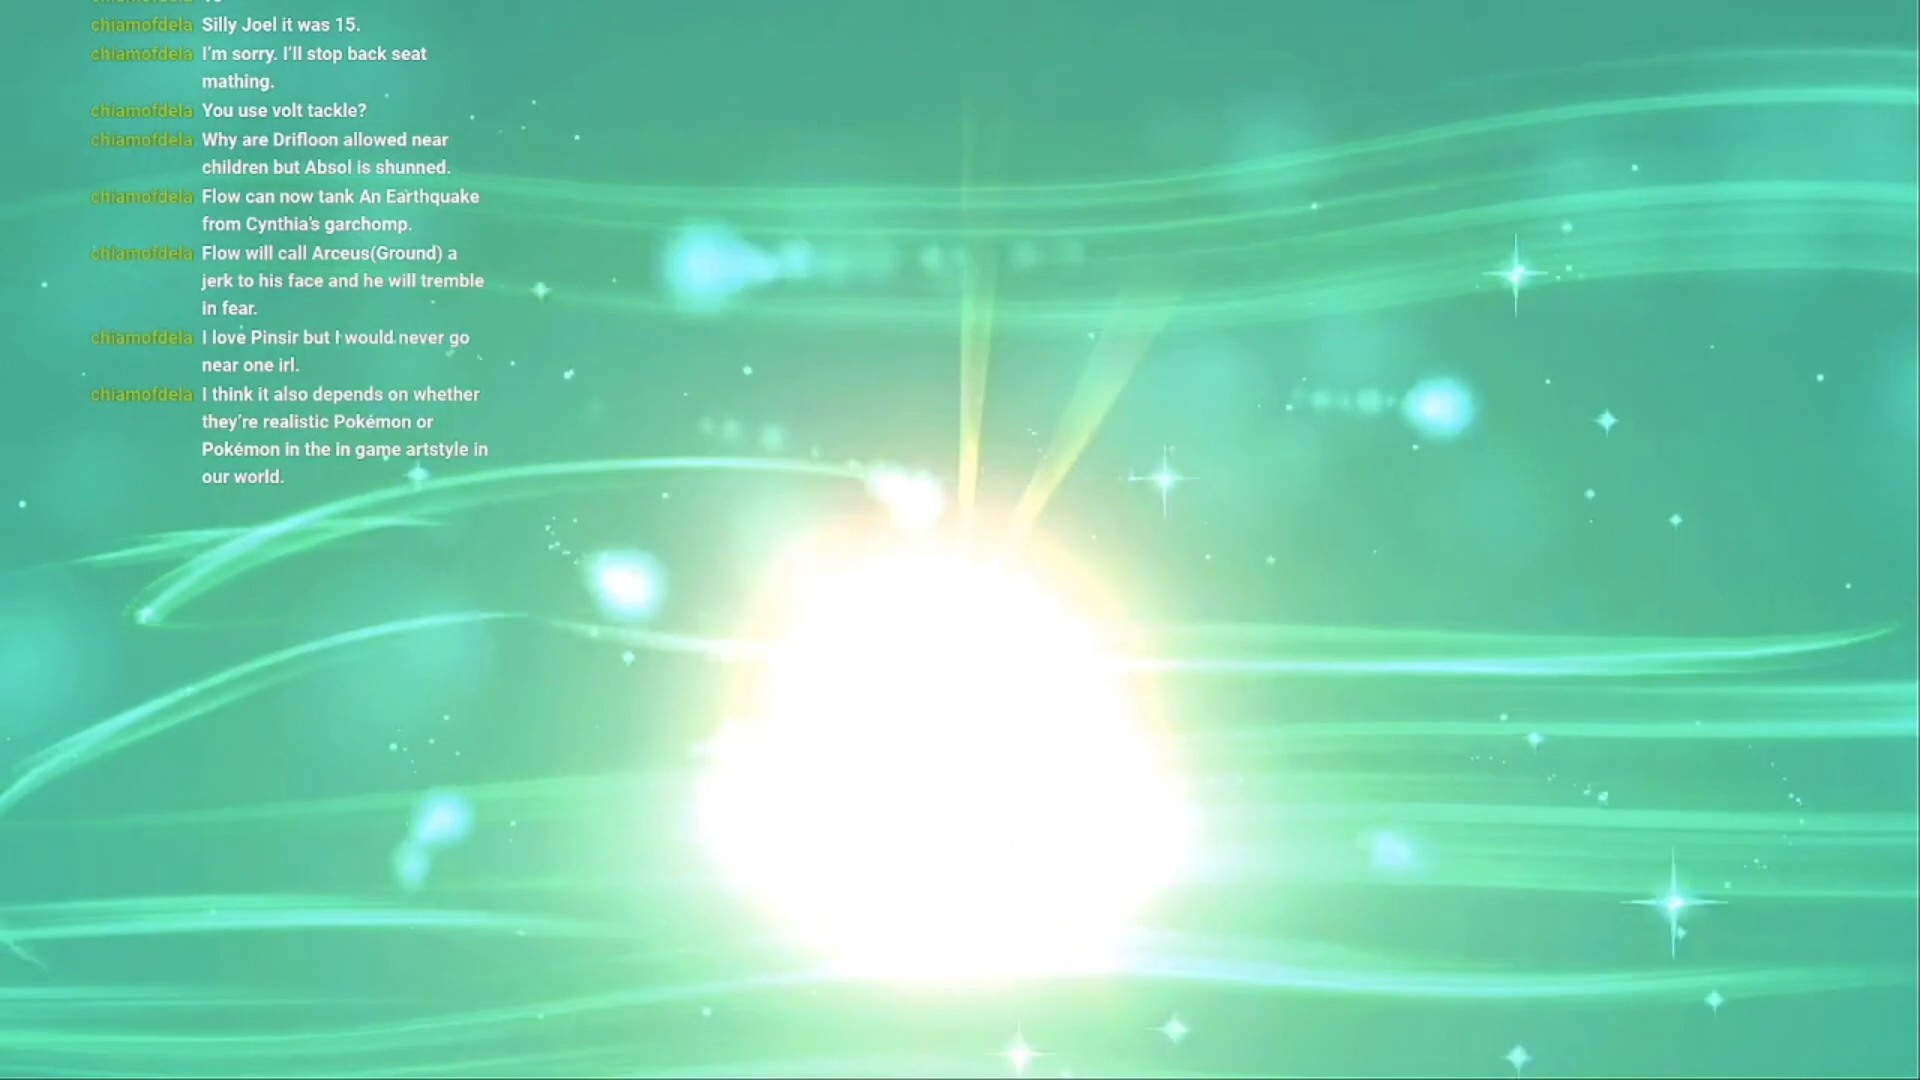 chiamofdela Silly Joel it was 15.
chiamofdela I'm sorry. I'll stop back seat
mathing.
chiamofdela You use volt tackle?
chiamofdela Why are Drifloon allowed near
children but Absol is shunned.
chiamofdela Flow can now tank An Earthquake
from Cynthia's garchomp.
chiamofdela Flow will call Arceus(Ground) a
jerk to his face and he will tremble
in fear.
chiamofdela I love Pinsir but I would never go
near one irl.
chiamofdela I think it also depends on whether
they're realistic Pokémon or
Pokémon in the in game artstyle in
our world.